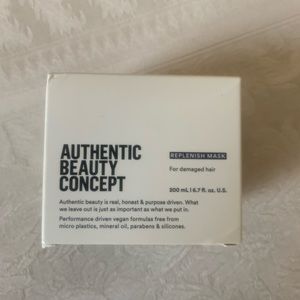 AUTHENTIC
BEAUTY
CONCEPT
REPLENISH MASK
For damaged hair
200 mL | 6.7 fl. oz. U.S.
Authentic beauty is real, honest & purpose driven. What
we leave out is just as important as what we put in.
Performance driven vegan formulas free from
micro plastics, mineral oil, parabens & silicones.